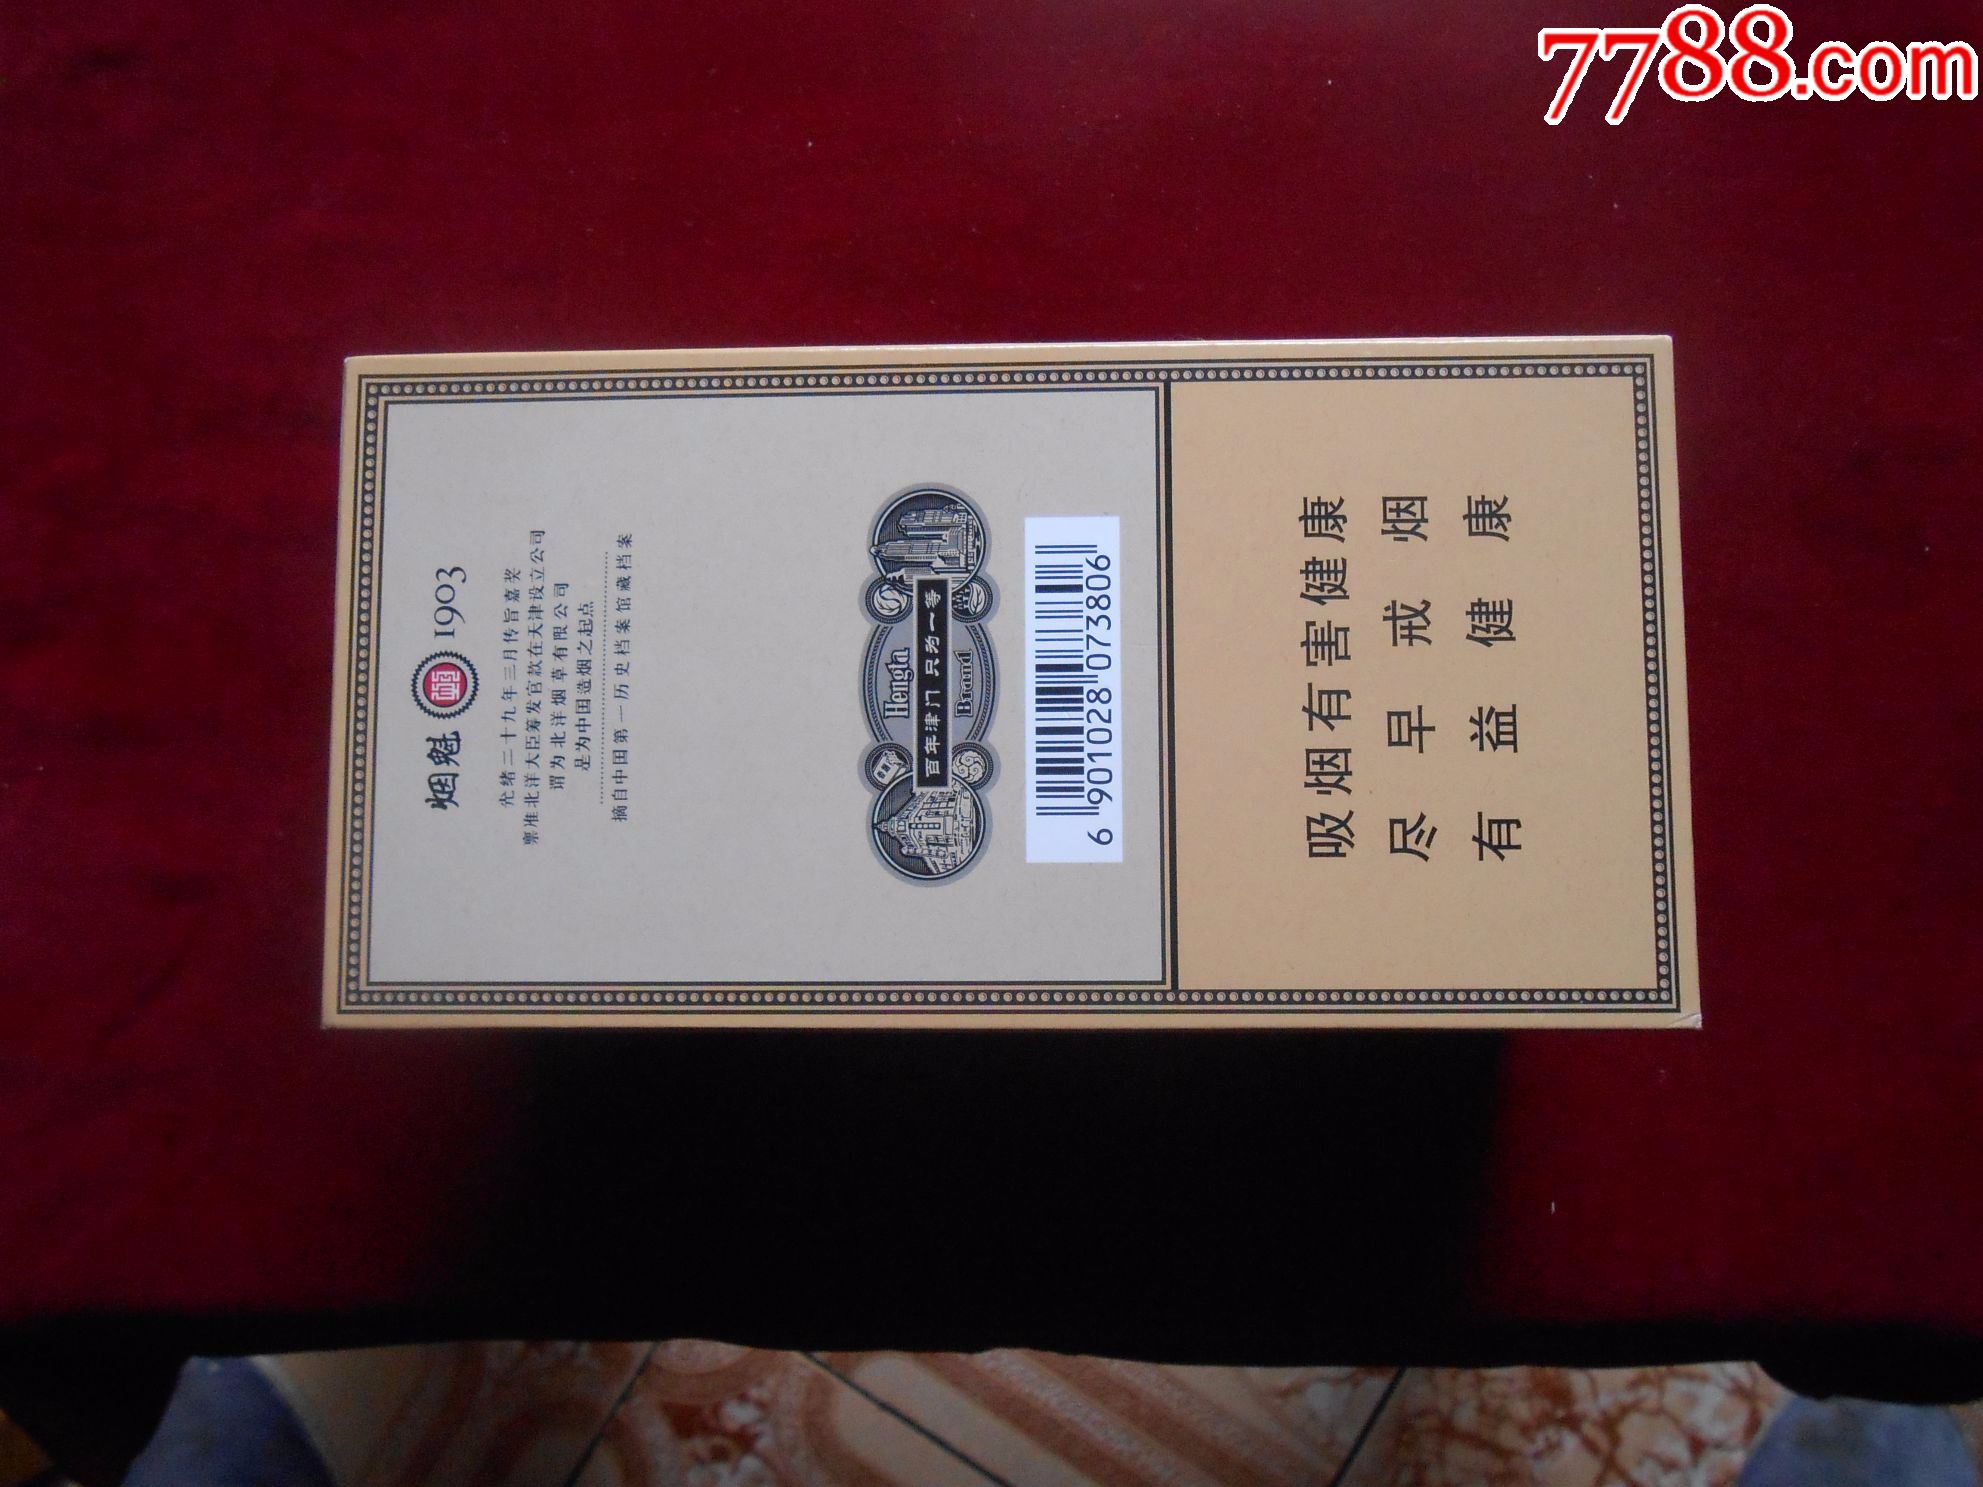 7788.com
烟魁 1903
光绪二十九年三月传旨嘉奖
票准北洋大臣筹发官款在天津设立公司
谓为北洋烟草有限公司
是为中国造烟之起点
摘自中国第一历史档案馆藏档案
Hengda
百年津门 只为一等
Brand
6 901028 073806
吸烟有害健康
尽早戒烟
有益健康